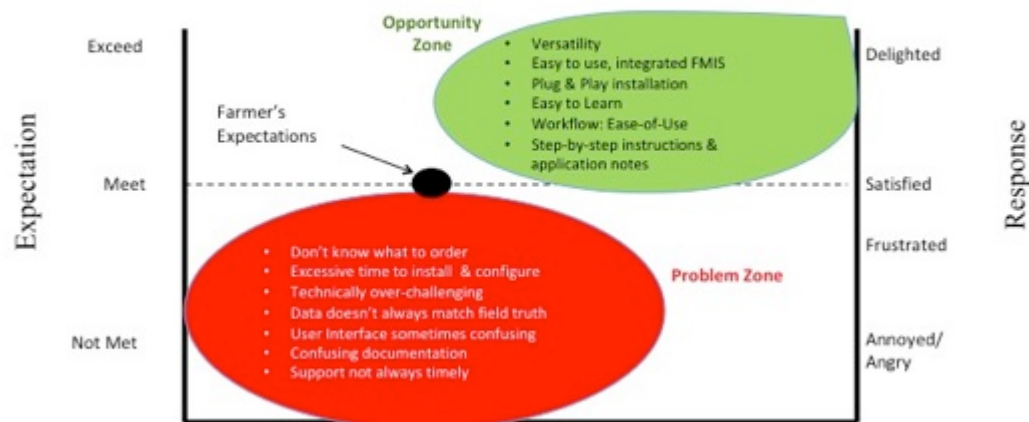 Opportunity
Zone
Exceed
• Versatility
• Easy to use, integrated FMIS
• Plug & Play installation
• Easy to Learn
• Workflow: Ease-of-Use
• Step-by-step instructions &
application notes
Delighted
Farmer's
Expectations
Expectation
Meet
Satisfied
Response
Frustrated
• Don't know what to order
• Excessive time to install & configure
• Technically over-challenging
• Data doesn't always match field truth
• User Interface sometimes confusing
• Confusing documentation
• Support not always timely
Problem Zone
Not Met
Annoyed/
Angry